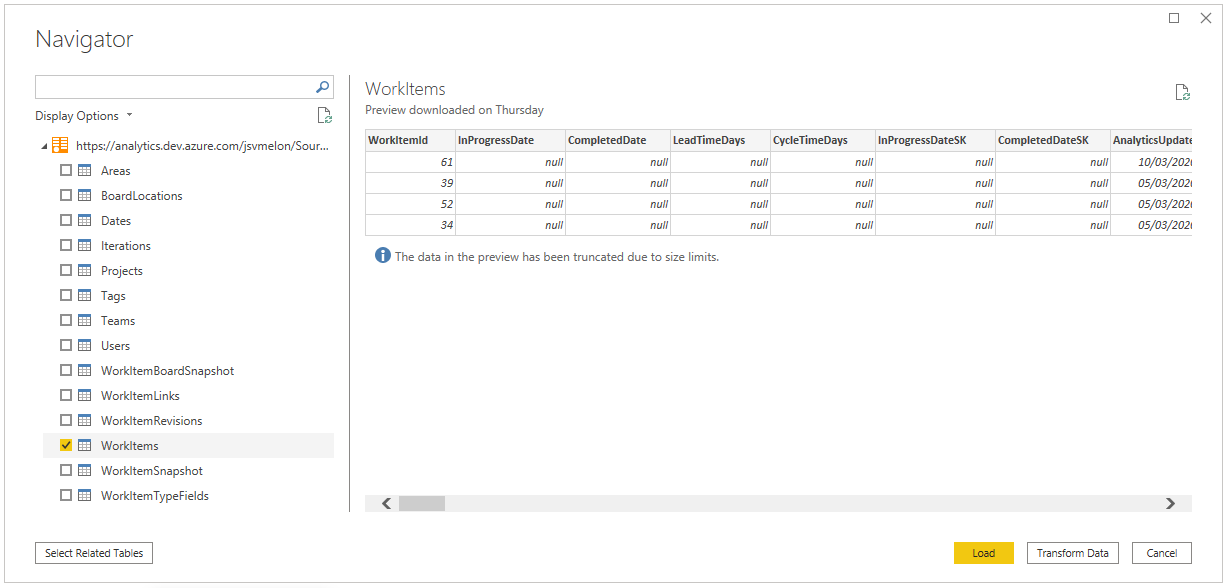 Navigator
Display Options
https://analytics.dev.azure.com/jsvmelon/Sour...
Areas
BoardLocations
Dates
Iterations
Projects
Tags
Teams
Users
WorkItemBoardSnapshot
WorkItemLinks
WorkItemRevisions
WorkItems
WorkItemSnapshot
WorkItemTypeFields
Select Related Tables
WorkItems
Preview downloaded on Thursday
WorkItemId InProgressDate CompletedDate LeadTimeDays CycleTimeDays InProgressDateSK CompletedDateSK AnalyticsUpdate
61 null null null null null null 10/03/2020
39 null null null null null null 05/03/2020
52 null null null null null null 05/03/2020
34 null null null null null null 05/03/2020
The data in the preview has been truncated due to size limits.
Load Transform Data Cancel